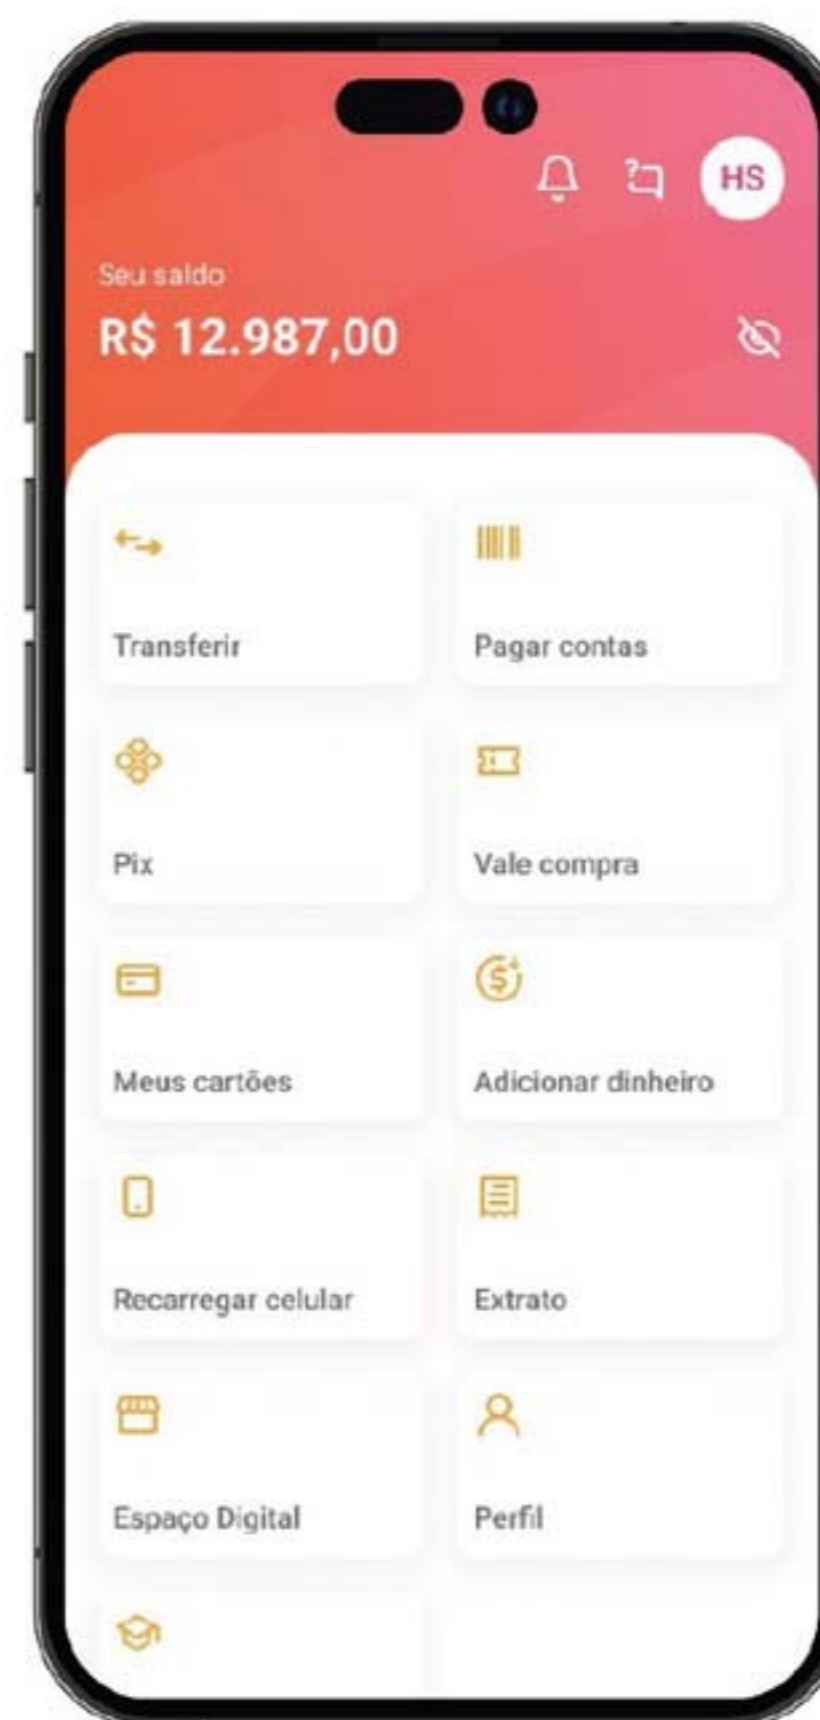 HS
Seu saldo
R$ 12.987,00
Transferir
Pagar contas
Pix
Vale compra
Meus cartões
Adicionar dinheiro
Recarregar celular
Extrato
Espaço Digital
Perfil